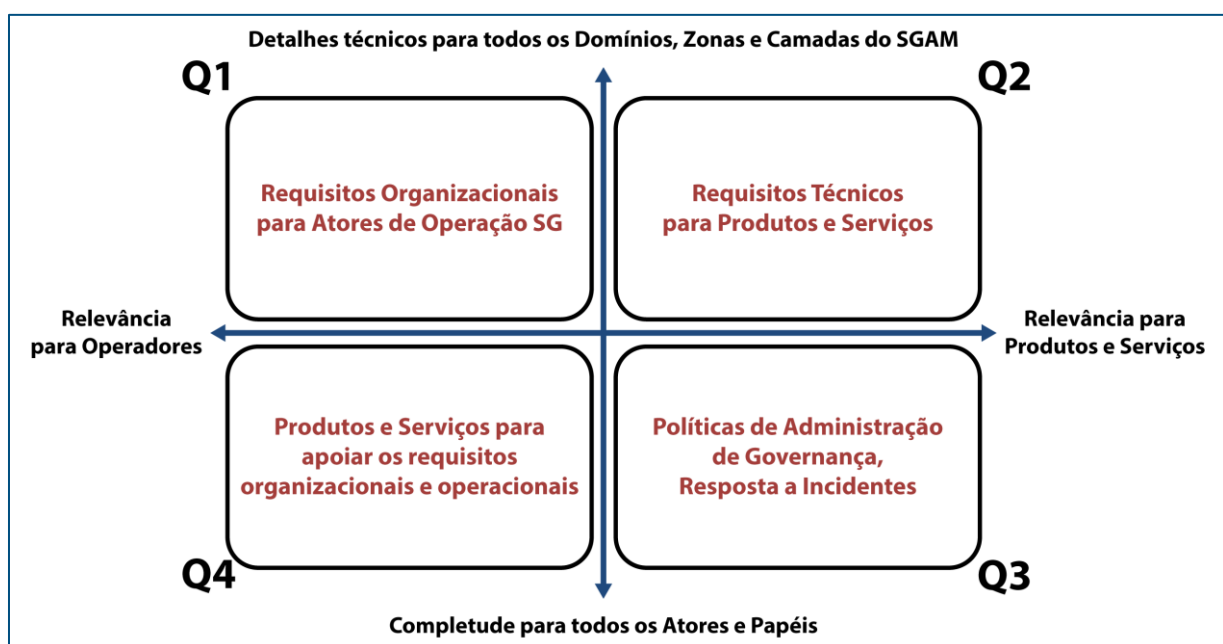 Detalhes técnicos para todos os Domínios, Zonas e Camadas do SGAM
Q1
Q2
Requisitos Organizacionais
para Atores de Operação SG
Requisitos Técnicos
para Produtos e Serviços
Relevância
para Operadores
Relevância para
Produtos e Serviços
Produtos e Serviços para
apoiar os requisitos
organizacionais e operacionais
Políticas de Administração
de Governança,
Resposta a Incidentes
Q4
Q3
Completude para todos os Atores e Papéis